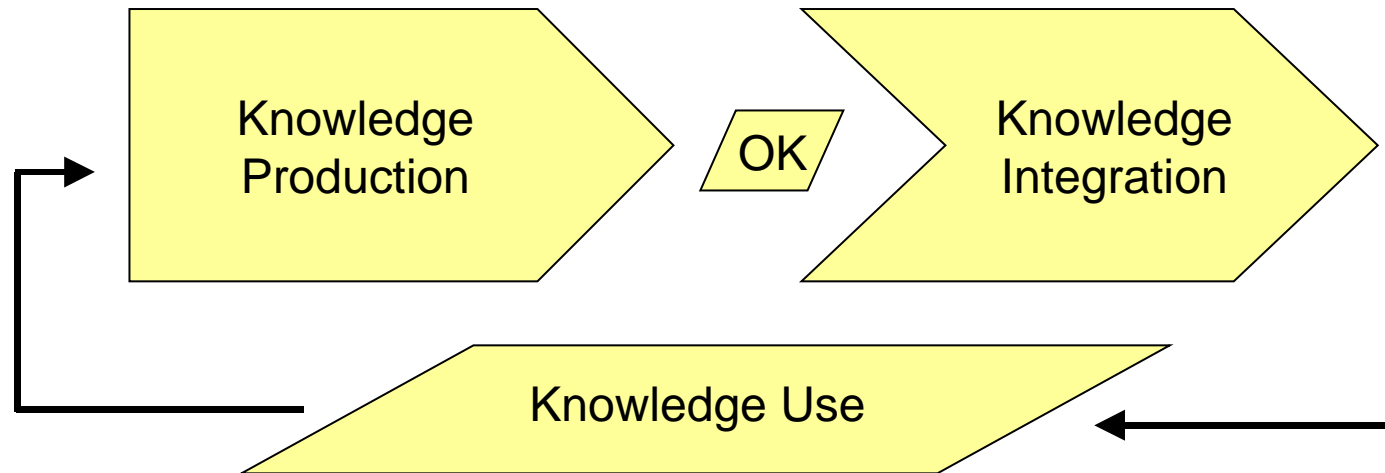 Knowledge
Production
OK
Knowledge
Integration
Knowledge Use